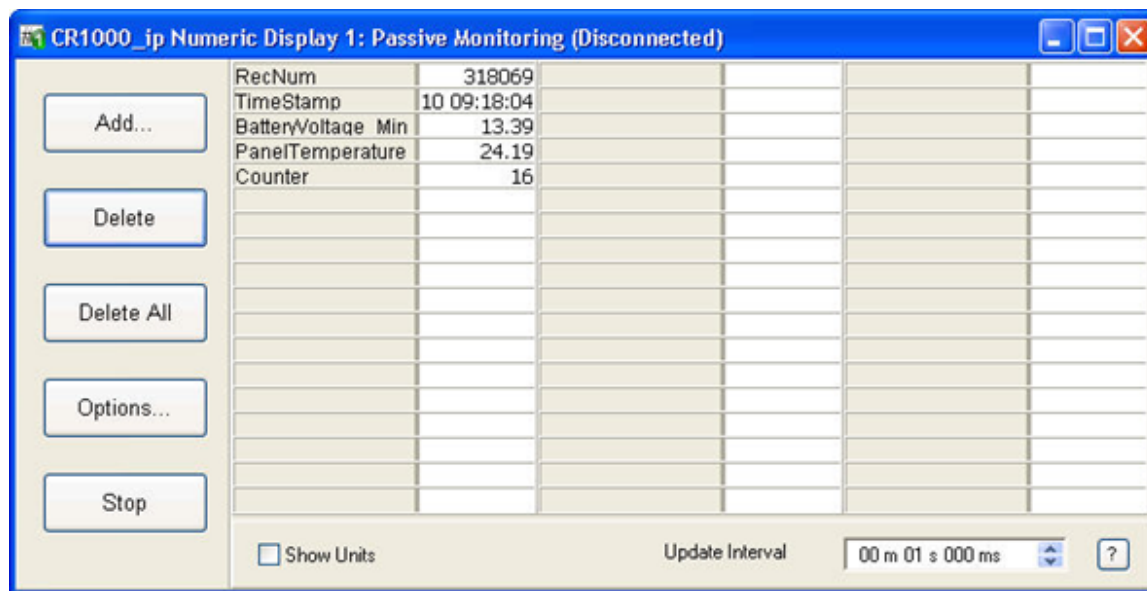 CR1000_ip Numeric Display 1: Passive Monitoring (Disconnected)
Add...
Delete
Delete All
Options...
Stop
RecNum 318069
TimeStamp 10 09:18:04
BatteryVoltage_Min 13.39
PanelTemperature 24.19
Counter 16
Show Units
Update Interval
00 m 01 s 000 ms
?